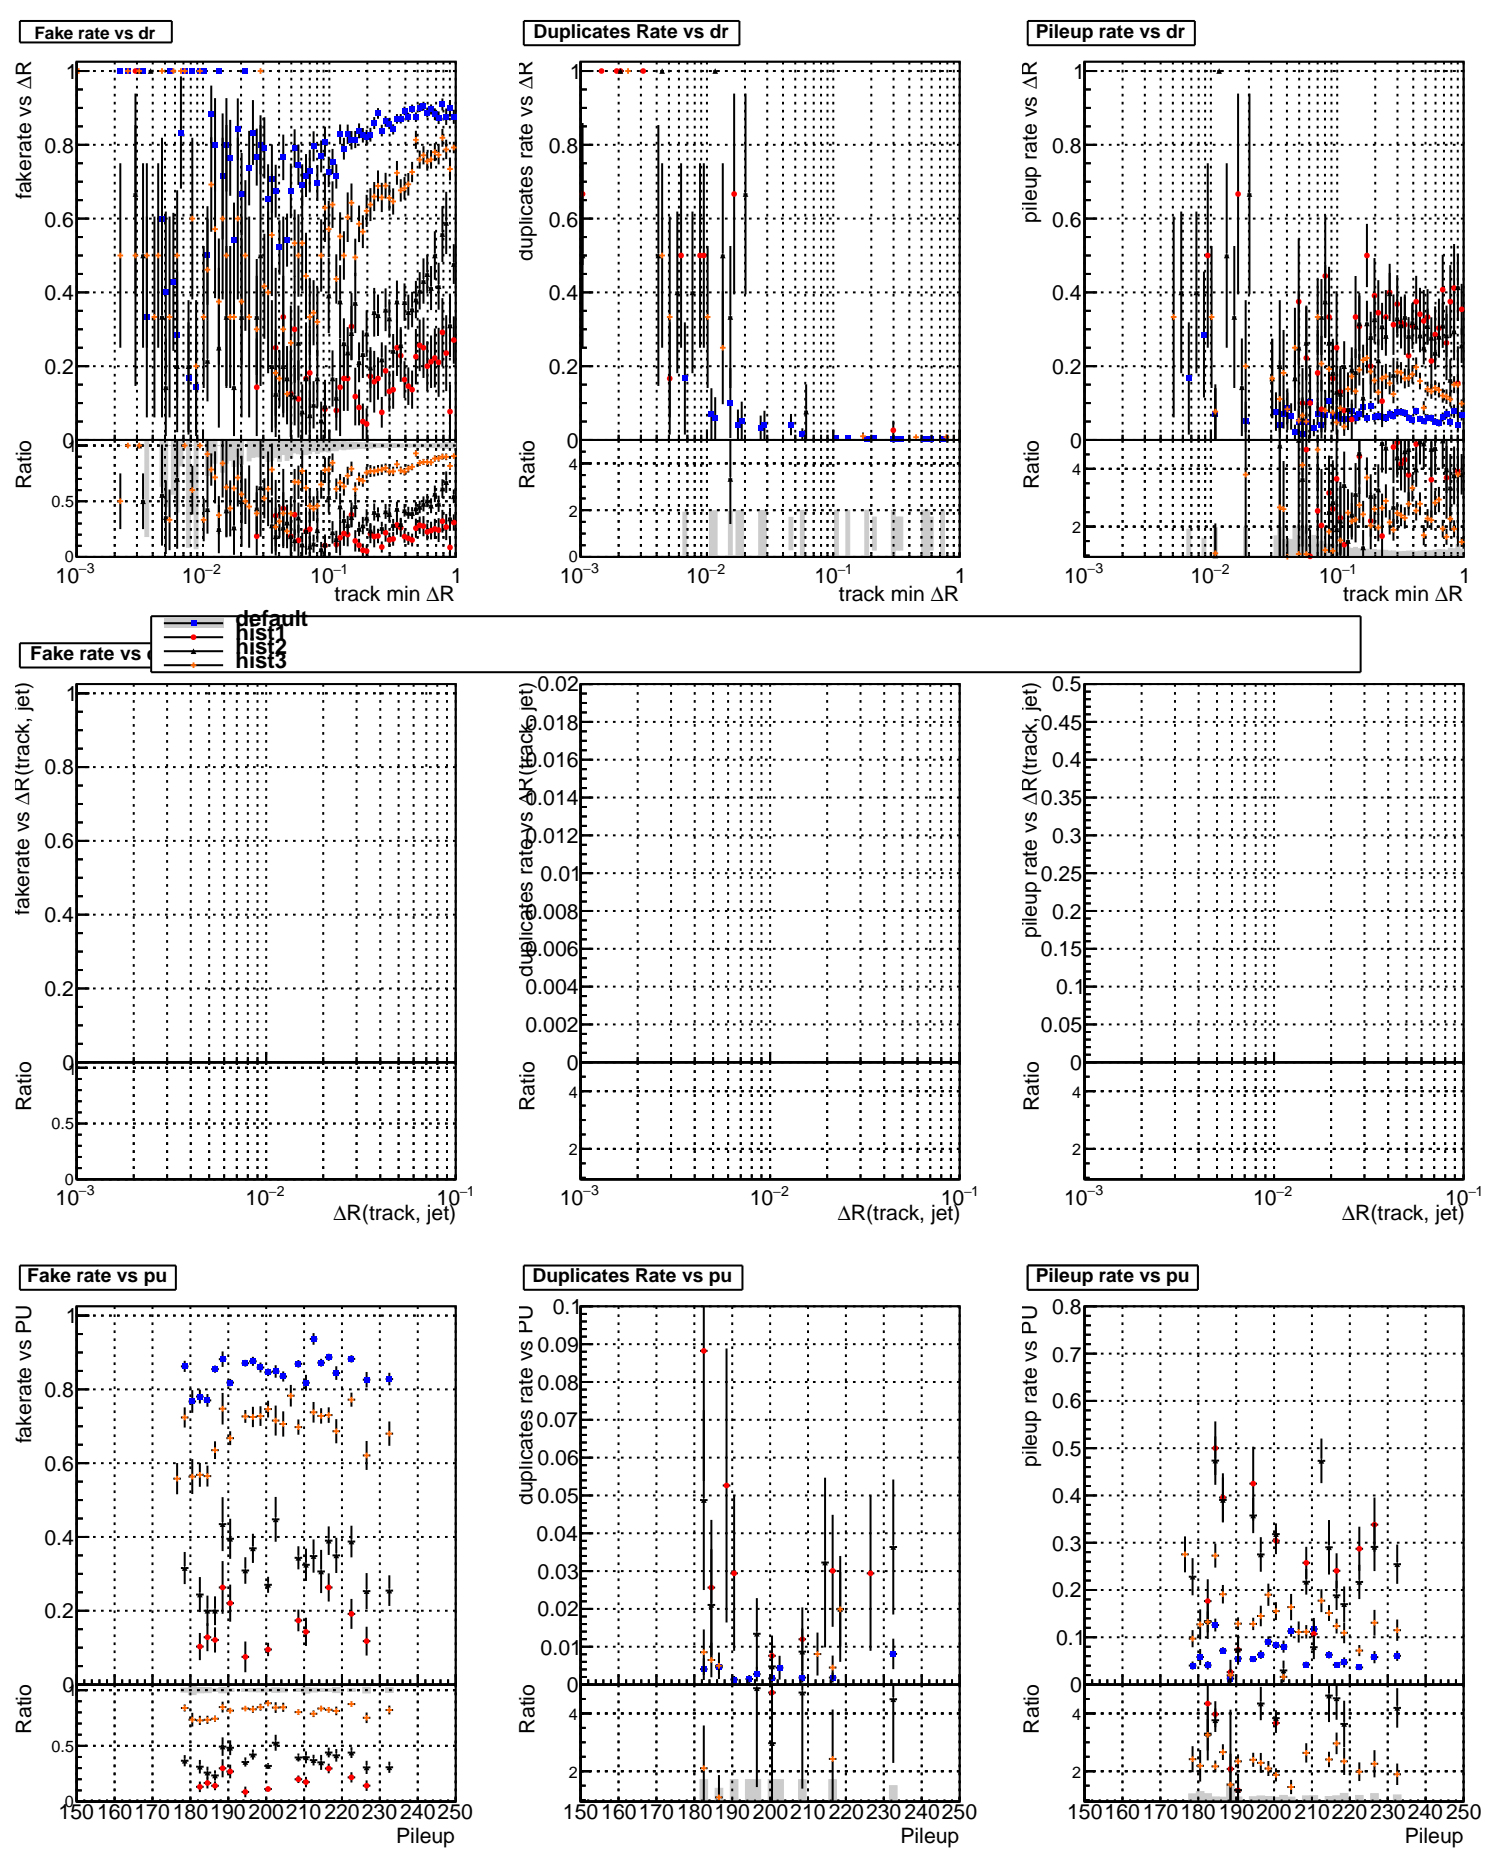 Fake rate vs dr
fakerate vs ΔR
1
0.8
0.6
0.4
0.2
0
Ratio
0.5
0
10⁻³ 10⁻² 10⁻¹ 1
track min ΔR
Duplicates Rate vs dr
duplicates rate vs ΔR
1
0.8
0.6
0.4
0.2
0
Ratio
4
2
0
10⁻³ 10⁻² 10⁻¹ 1
track min ΔR
Pileup rate vs dr
pileup rate vs ΔR
1
0.8
0.6
0.4
0.2
0
Ratio
4
2
10⁻³ 10⁻² 10⁻¹ 1
track min ΔR
default
hist1
hist2
hist3
Fake rate vs
fakerate vs ΔR(track, jet)
1
0.8
0.6
0.4
0.2
0
Ratio
1
0.5
0
10⁻³ 10⁻² 10⁻¹
ΔR(track, jet)
duplicates rate vs ΔR(track, jet)
0.02
0.018
0.016
0.014
0.012
0.01
0.008
0.006
0.004
0.002
0
Ratio
4
2
10⁻³ 10⁻² 10⁻¹
ΔR(track, jet)
pileup rate vs ΔR(track, jet)
0.5
0.45
0.4
0.35
0.3
0.25
0.2
0.15
0.1
0.05
0
Ratio
4
2
10⁻³ 10⁻² 10⁻¹
ΔR(track, jet)
Fake rate vs pu
fakerate vs PU
1
0.8
0.6
0.4
0.2
0
Ratio
0.5
0
150 160 170 180 190 200 210 220 230 240 250
Pileup
Duplicates Rate vs pu
duplicates rate vs PU
0.1
0.09
0.08
0.07
0.06
0.05
0.04
0.03
0.02
0.01
0
Ratio
4
2
150 160 170 180 190 200 210 220 230 240 250
Pileup
Pileup rate vs pu
pileup rate vs PU
0.8
0.7
0.6
0.5
0.4
0.3
0.2
0.1
0
Ratio
4
2
150 160 170 180 190 200 210 220 230 240 250
Pileup